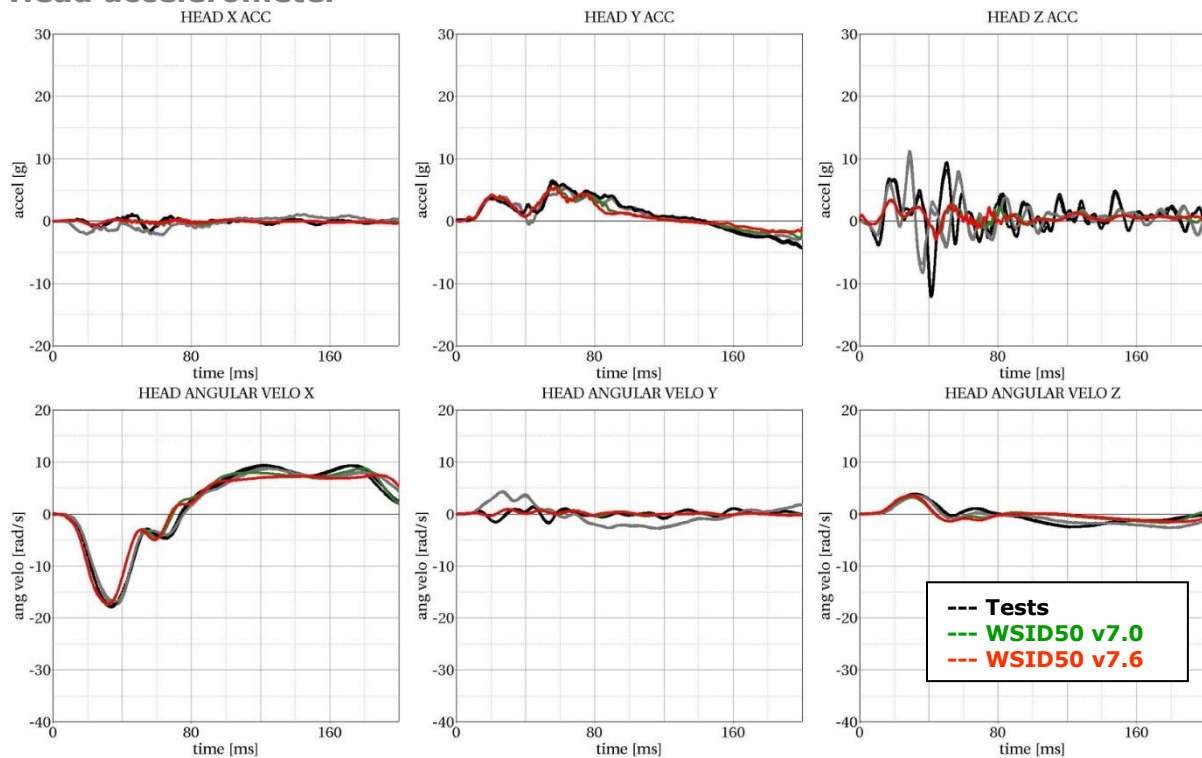 Head accelerometer
HEAD X ACC
HEAD Y ACC
HEAD Z ACC
30
20
10
0
-10
-20
accel [g]
0
80
160
time [ms]
30
20
10
0
-10
-20
accel [g]
0
80
160
time [ms]
30
20
10
0
-10
-20
accel [g]
0
80
160
time [ms]
HEAD ANGULAR VELO X
HEAD ANGULAR VELO Y
HEAD ANGULAR VELO Z
20
10
0
-10
-20
-30
-40
ang velo [rad/s]
0
80
160
time [ms]
20
10
0
-10
-20
-30
-40
ang velo [rad/s]
0
80
160
time [ms]
20
10
0
-10
-20
-30
-40
ang velo [rad/s]
0
80
160
time [ms]
--- Tests
--- WSID50 v7.0
--- WSID50 v7.6